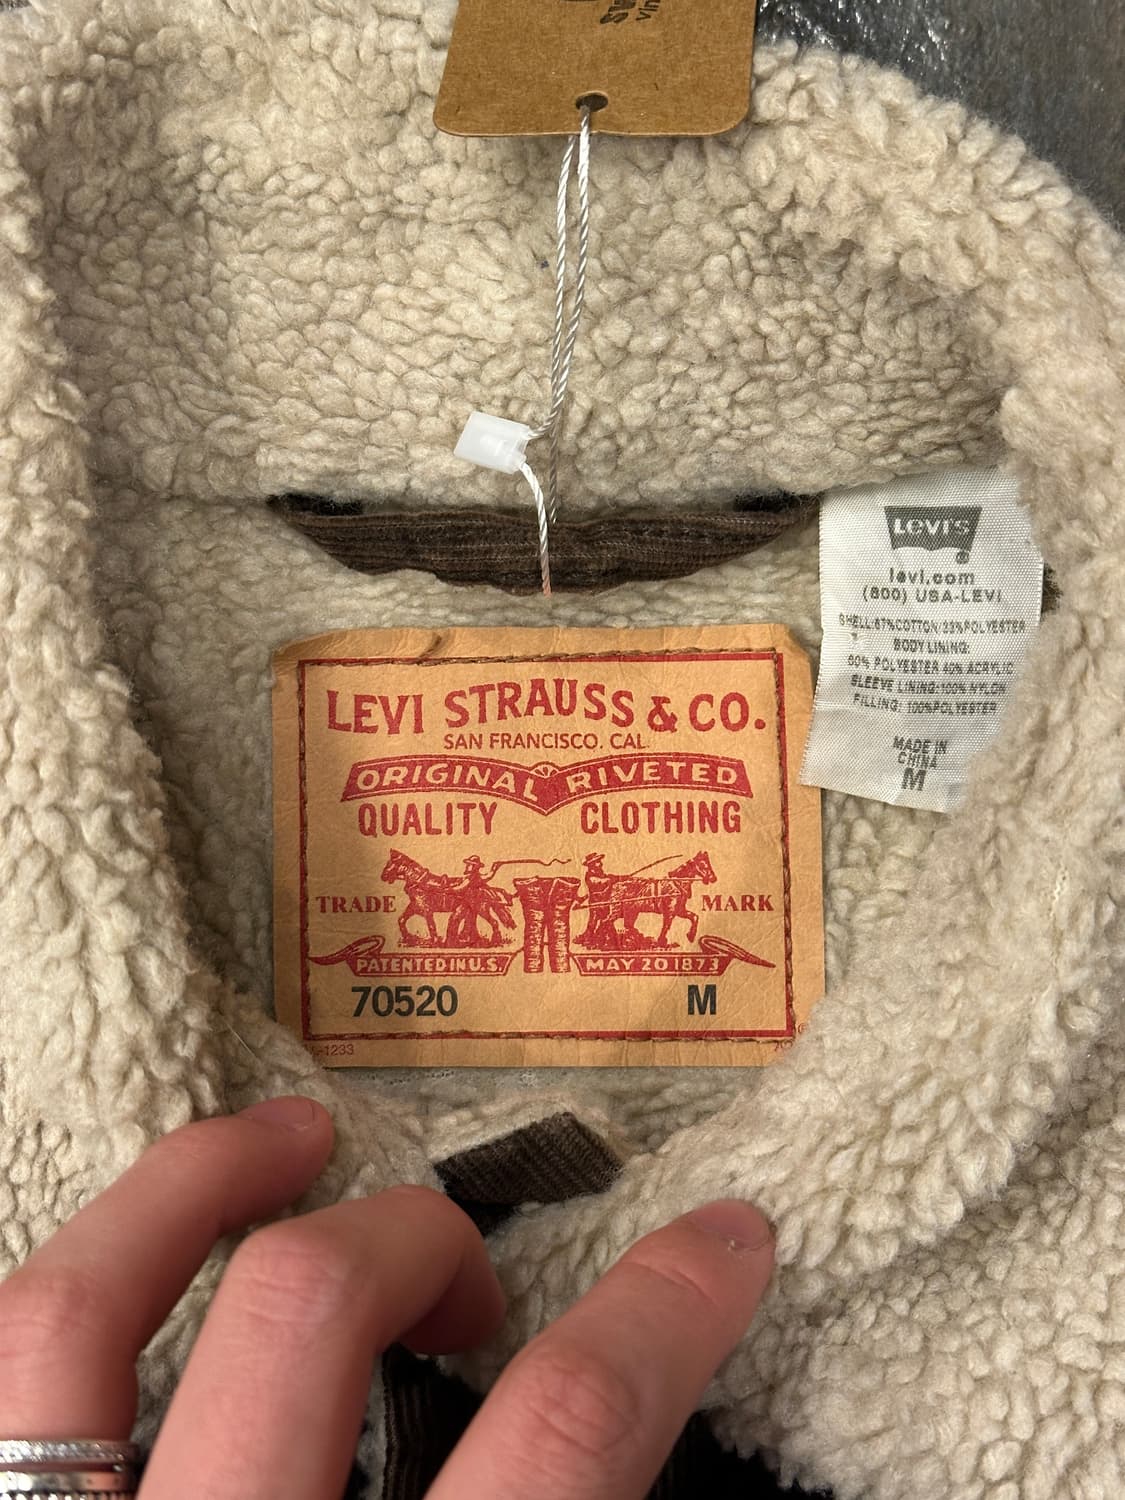 LEVI'S
levi.com
(800) USA-LEVI
SHELL:67%COTTON 33%POLYESTER
BODY LINING:
60% POLYESTER 40% ACRYLIC
SLEEVE LINING:100% NYLON
FILLING: 100%POLYESTER
MADE IN
CHINA
M
LEVI STRAUSS & CO.
SAN FRANCISCO. CAL.
ORIGINAL RIVETED
QUALITY CLOTHING
TRADE MARK
PATENTED IN U.S. MAY 20 1873
70520 M
-1233